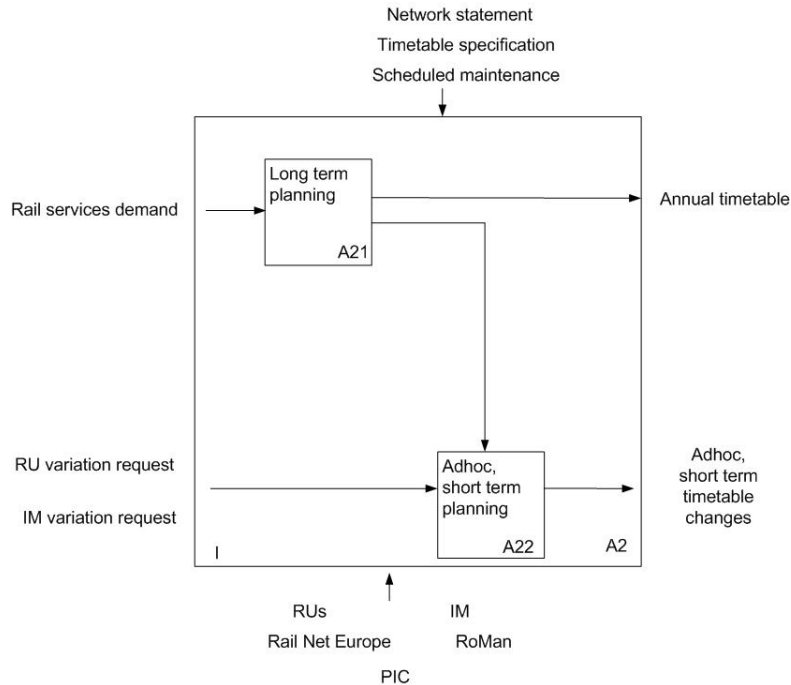 Network statement
Timetable specification
Scheduled maintenance
Long term
planning
A21
Rail services demand
Annual timetable
RU variation request
IM variation request
Adhoc,
short term
planning
A22
Adhoc,
short term
timetable
changes
I
A2
RUs
IM
Rail Net Europe
RoMan
PIC